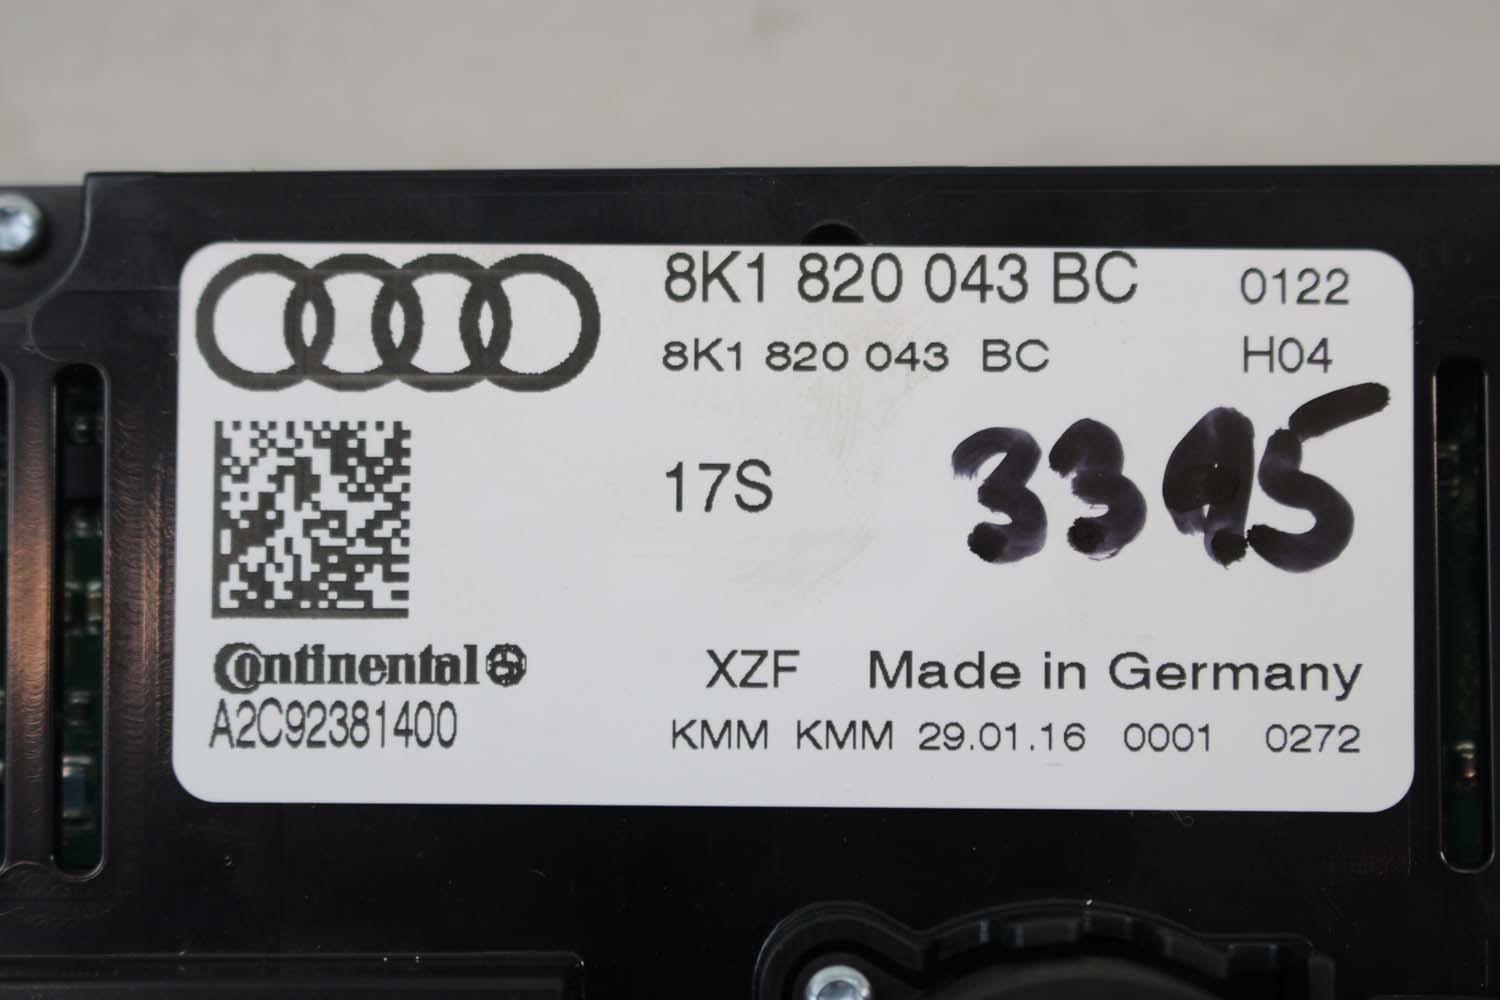 8K1 820 043 BC 0122
8K1 820 043 BC H04
17S 3395
Continental XZF Made in Germany
A2C92381400 KMM KMM 29.01.16 0001 0272